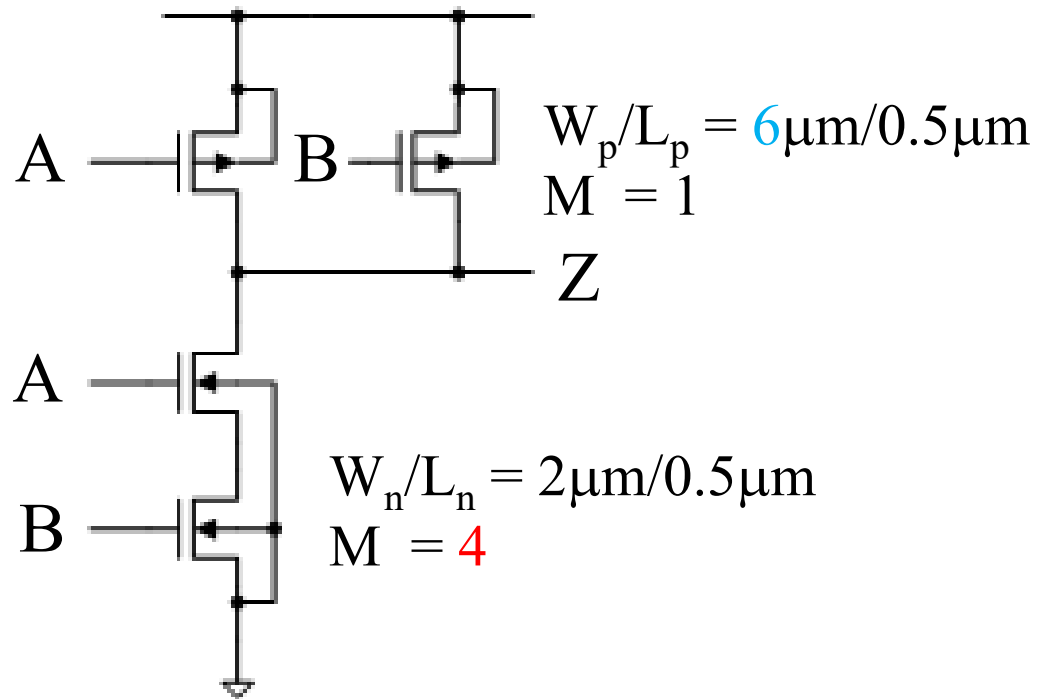 A
B
Wp/Lp = 6μm/0.5μm
M = 1
Z
A
Wn/Ln = 2μm/0.5μm
B
M = 4